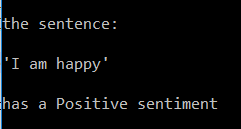 the sentence:
'I am happy'
has a Positive sentiment